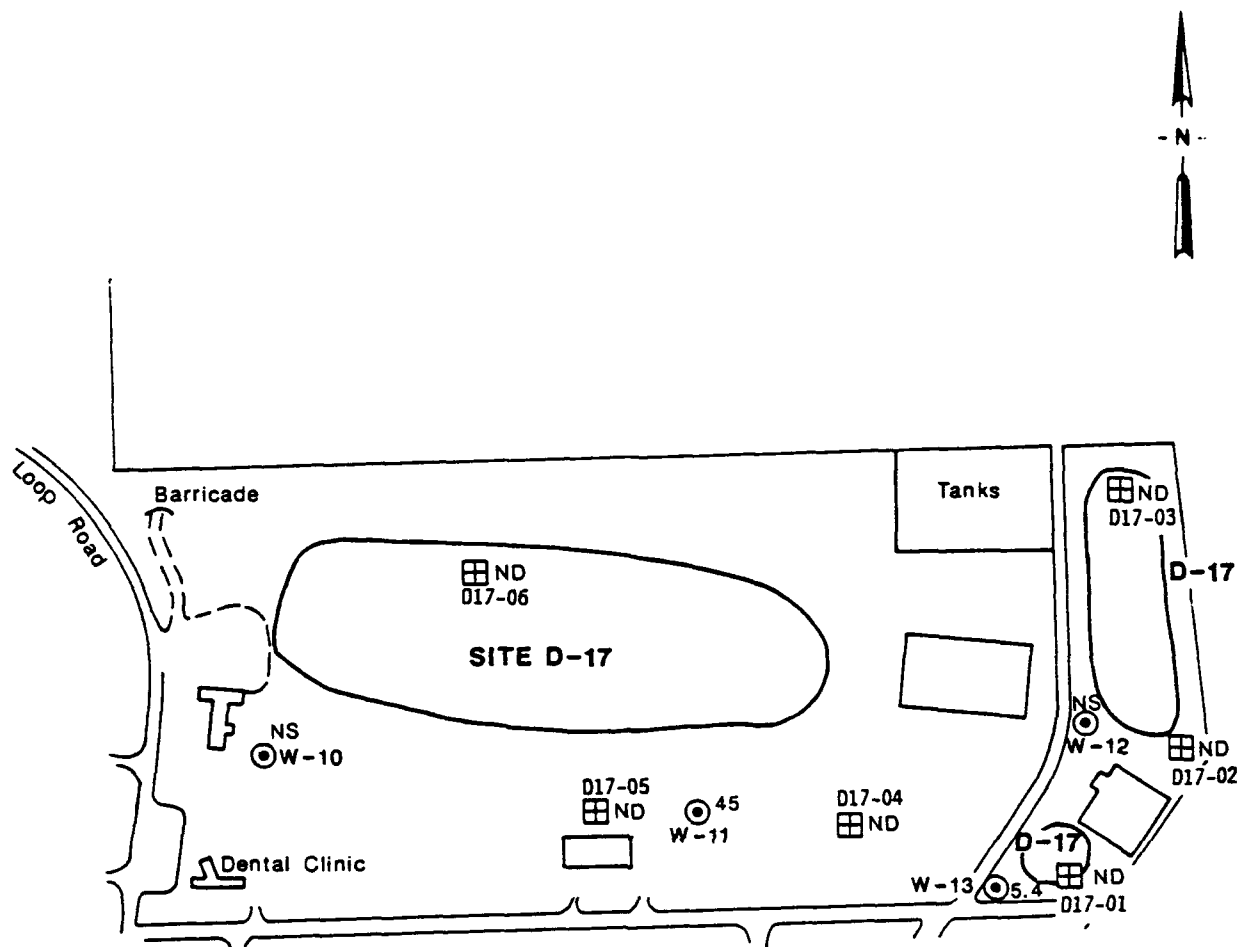 - N -
Loop Road
Barricade
Tanks
ND
D17-03
D-17
ND
D17-06
SITE D-17
NS
W-10
NS
W-12
ND
D17-02
D17-05
ND
45
W-11
D17-04
ND
D-17
Dental Clinic
W-13
5.4
ND
D17-01